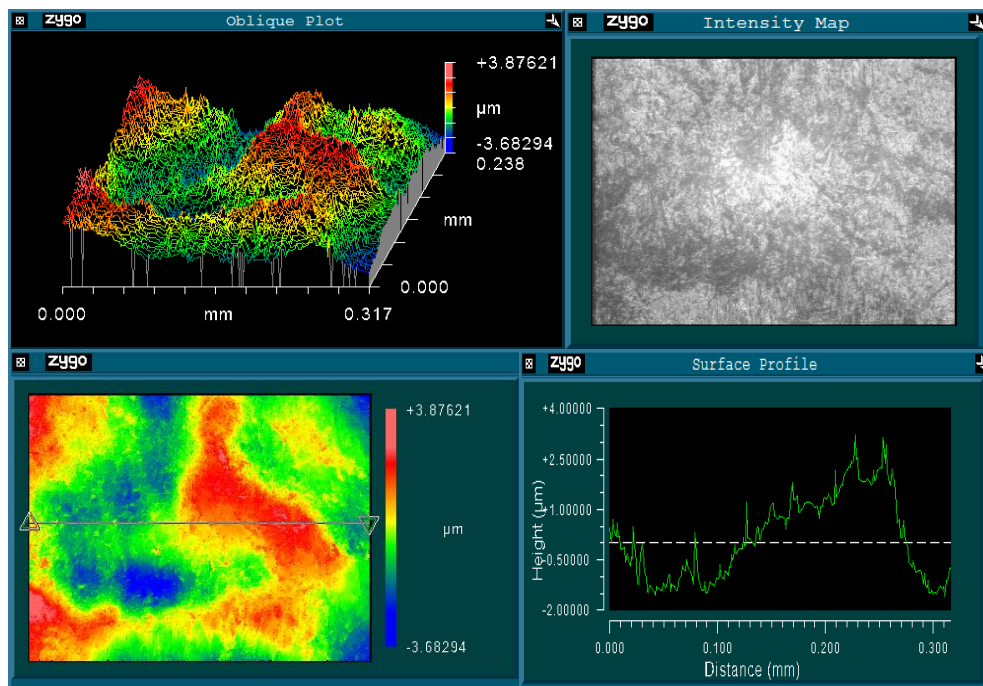 zygo Oblique Plot
+3.87621
µm
-3.68294
0.238
mm
0.000
0.000 mm 0.317
zygo Intensity Map
zygo
+3.87621
µm
-3.68294
zygo Surface Profile
+4.00000
+2.50000
+1.00000
-0.50000
-2.00000
Height (µm)
0.000 0.100 0.200 0.300
Distance (mm)